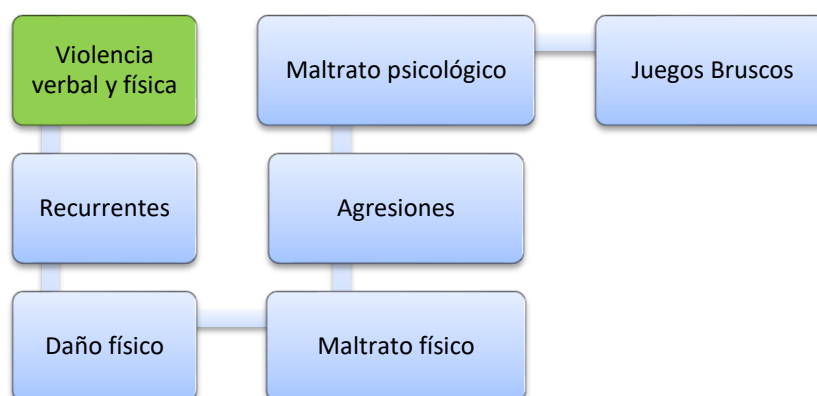 Violencia
verbal y física
Maltrato psicológico
Juegos Bruscos
Recurrentes
Agresiones
Daño físico
Maltrato físico